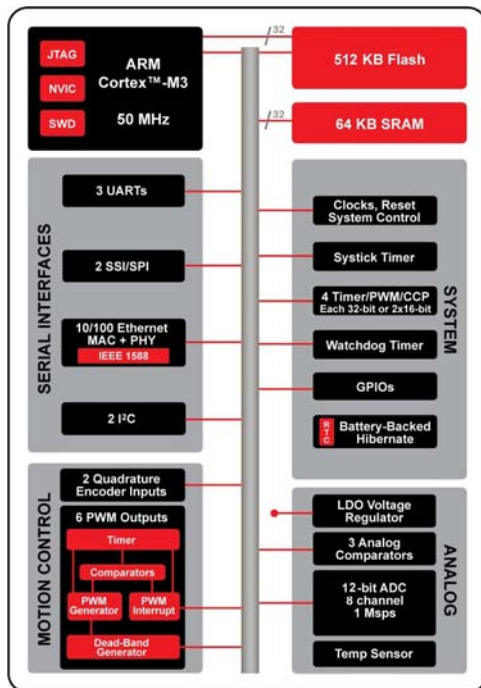 JTAG
NVIC
SWD
ARM
Cortex™-M3
50 MHz
32
512 KB Flash
32
64 KB SRAM
SERIAL INTERFACES
3 UARTs
2 SSI/SPI
10/100 Ethernet
MAC + PHY
IEEE 1588
2 I²C
SYSTEM
Clocks, Reset
System Control
Systick Timer
4 Timer/PWM/CCP
Each 32-bit or 2x16-bit
Watchdog Timer
GPIOs
RTC
Battery-Backed
Hibernate
MOTION CONTROL
2 Quadrature
Encoder Inputs
6 PWM Outputs
Timer
Comparators
PWM
Generator
PWM
Interrupt
Dead-Band
Generator
ANALOG
LDO Voltage
Regulator
3 Analog
Comparators
12-bit ADC
8 channel
1 Msps
Temp Sensor